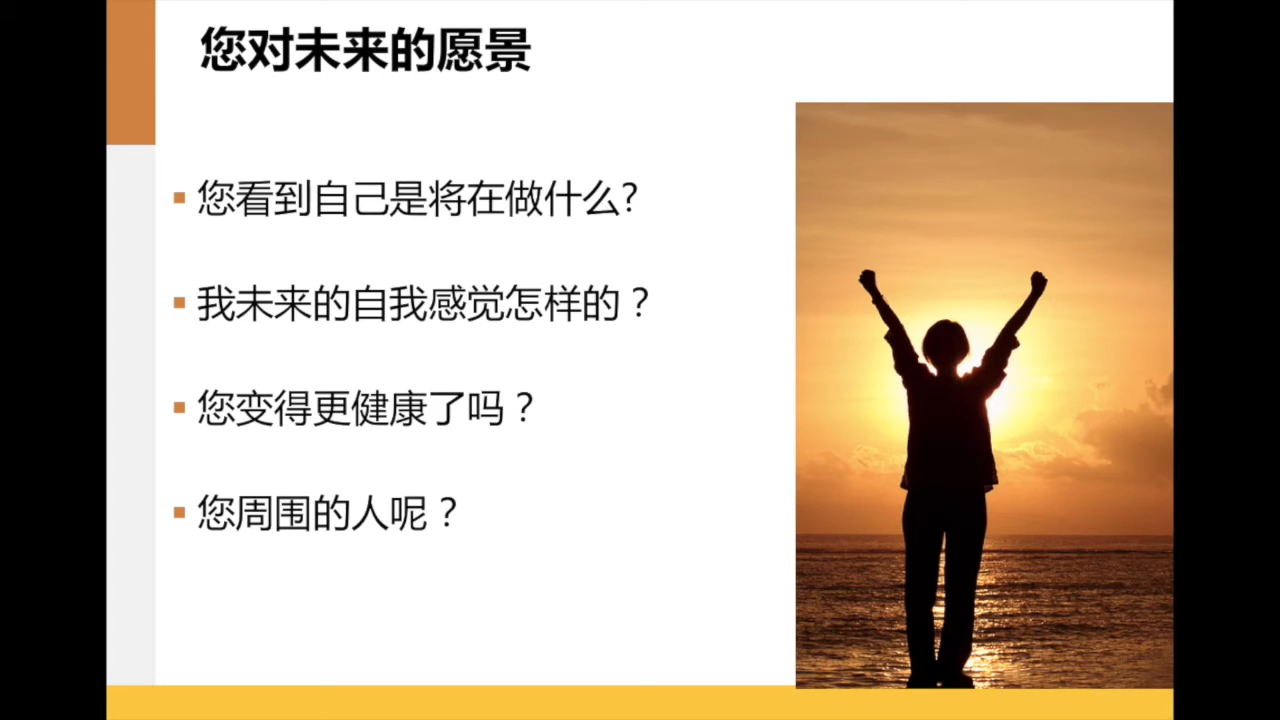 您对未来的愿景
您看到自己是将在做什么?
我未来的自我感觉怎样的？
您变得更健康了吗？
您周围的人呢？